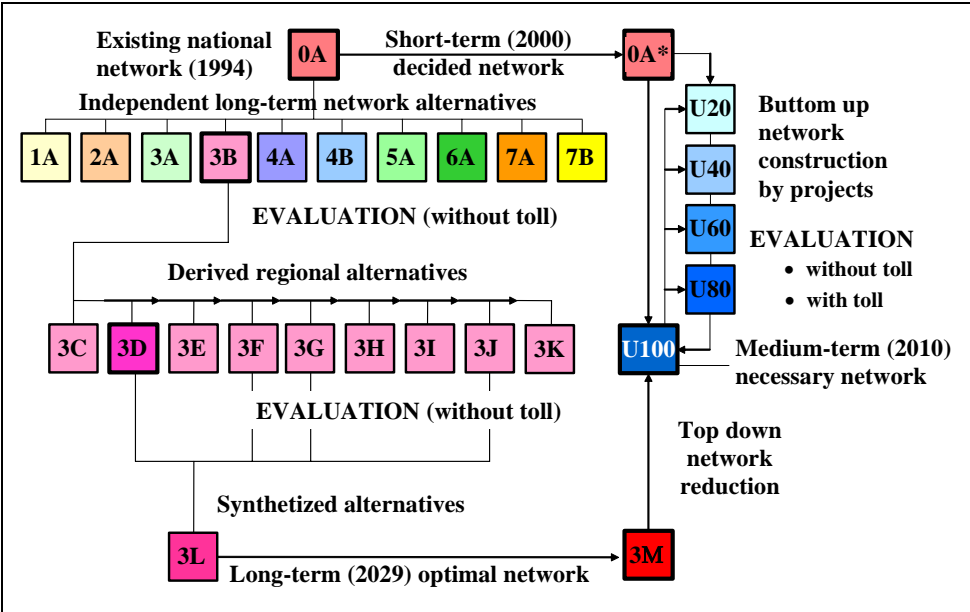 Existing national
network (1994)
0A
Short-term (2000)
decided network
0A*
Independent long-term network alternatives
1A
2A
3A
3B
4A
4B
5A
6A
7A
7B
U20
U40
U60
U80
Buttom up
network
construction
by projects
EVALUATION (without toll)
EVALUATION
• without toll
• with toll
Derived regional alternatives
3C
3D
3E
3F
3G
3H
3I
3J
3K
U100
Medium-term (2010)
necessary network
EVALUATION (without toll)
Top down
network
reduction
Synthetized alternatives
3L
Long-term (2029) optimal network
3M